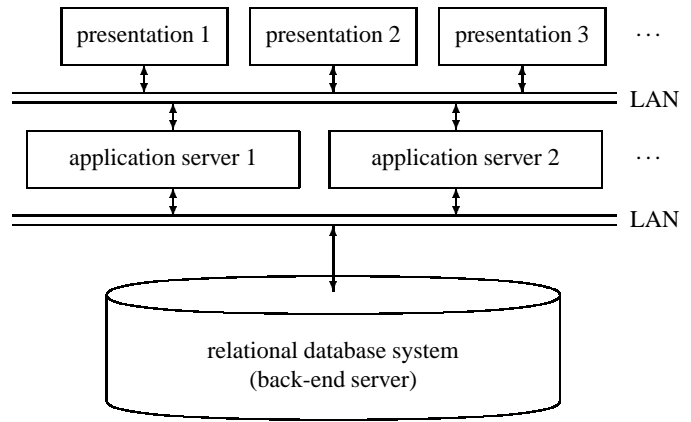 presentation 1 presentation 2 presentation 3 ...
LAN
application server 1 application server 2 ...
LAN
relational database system
(back-end server)